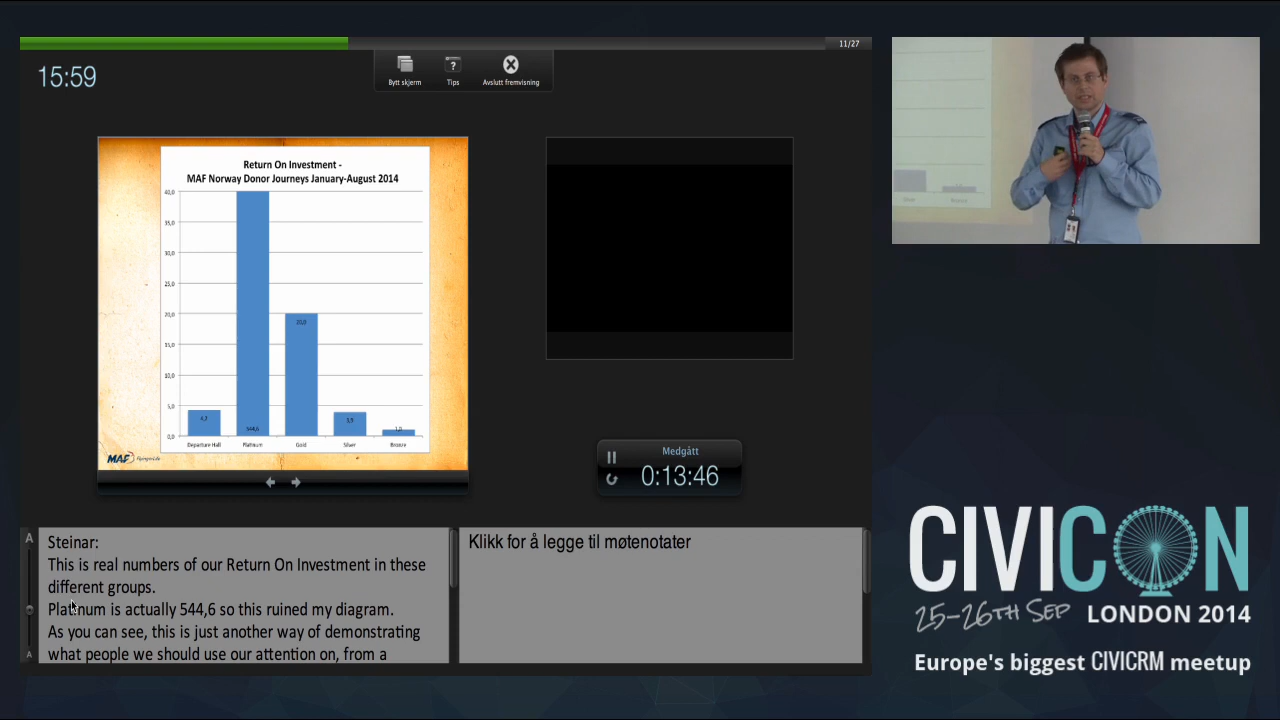 11/27
15:59
Bytt skjerm
Tips
Avslutt fremvisning
Return On Investment -
MAF Norway Donor Journeys January-August 2014
40,0
35,0
30,0
25,0
20,0
15,0
10,0
5,0
0,0
4,2
544,6
20,0
3,9
1,0
Departure Hall
Platinum
Gold
Silver
Bronze
MAF
Medgått
0:13:46
A
A
Steinar:
This is real numbers of our Return On Investment in these
different groups.
Platinum is actually 544,6 so this ruined my diagram.
As you can see, this is just another way of demonstrating
what people we should use our attention on, from a
Klikk for å legge til møtenotater
CIVICON
25-26TH SEP LONDON 2014
Europe's biggest CIVICRM meetup